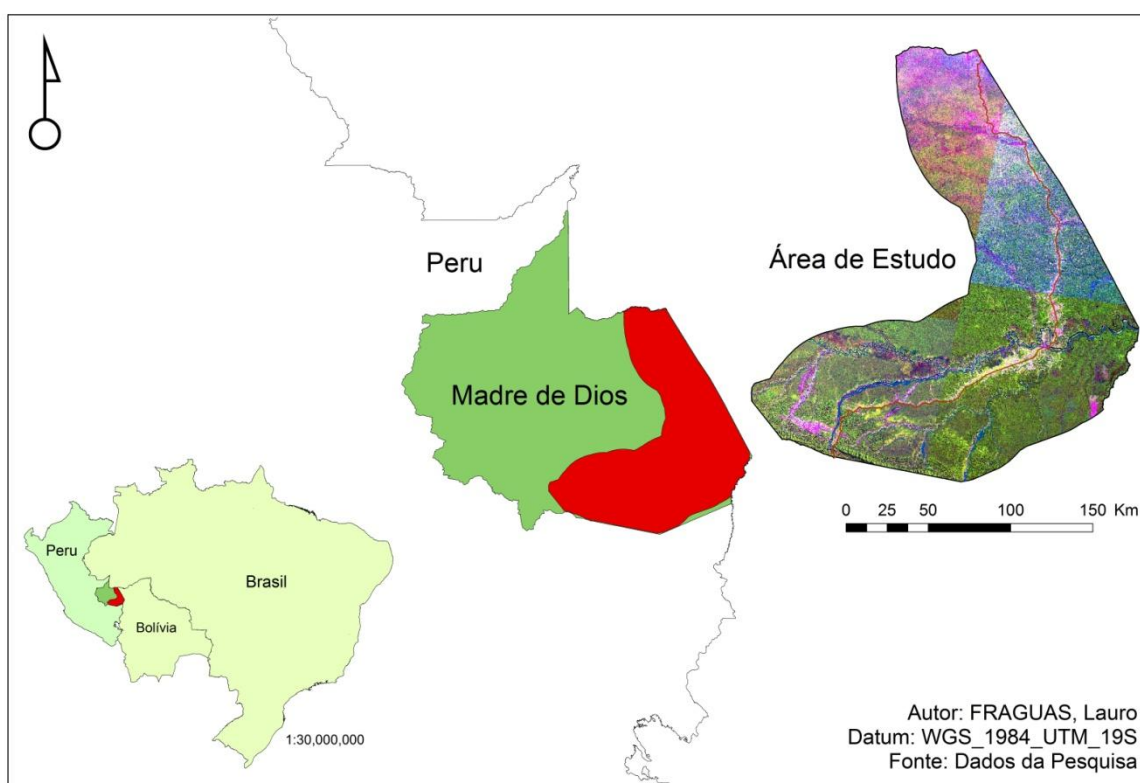 Peru
Área de Estudo
Madre de Dios
0 25 50 100 150 Km
Peru
Brasil
Bolívia
1:30,000,000
Autor: FRAGUAS, Lauro
Datum: WGS_1984_UTM_19S
Fonte: Dados da Pesquisa